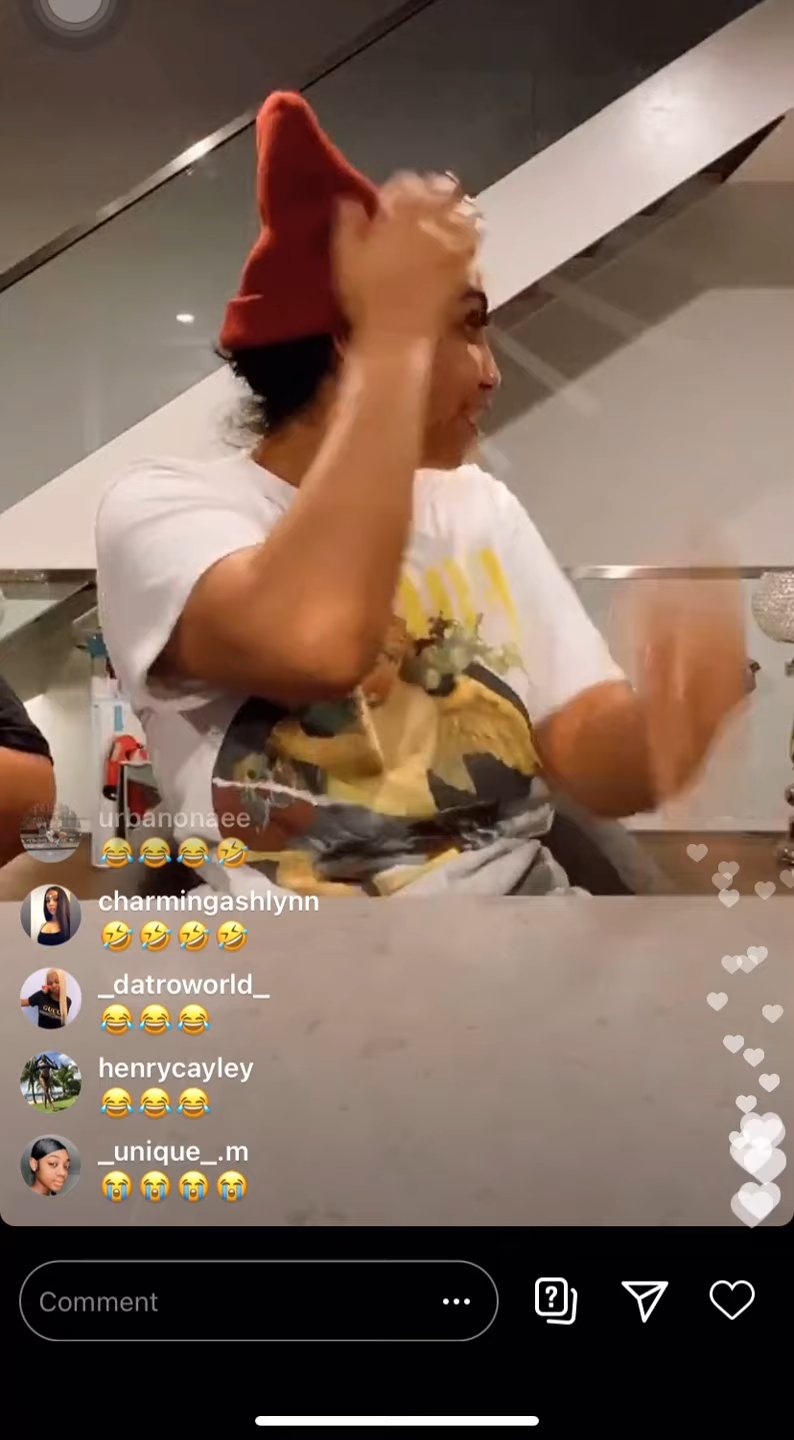 urbanonaee
😂😂😂🤣
charmingashlynn
🤣🤣🤣🤣
_datroworld_
😂😂😂
henrycayley
😂😂😂
_unique_.m
😭😭😭😭
Comment